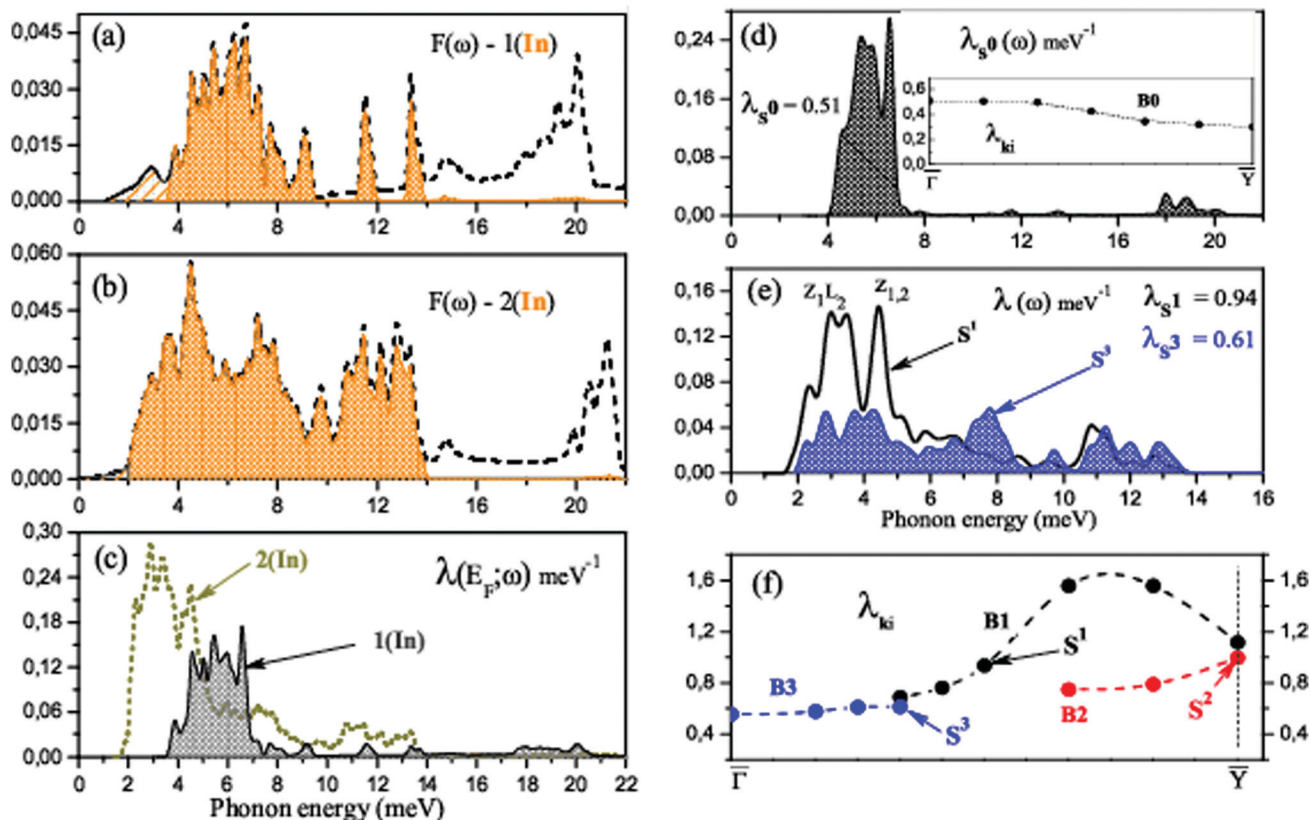 (a)
F(ω) - 1(In)
0,045
0,030
0,015
0,000
0 4 8 12 16 20
(b)
F(ω) - 2(In)
0,060
0,045
0,030
0,015
0,000
0 4 8 12 16 20
(c)
2(In)
λ(E_F;ω) meV⁻¹
1(In)
0,30
0,24
0,18
0,12
0,06
0,00
0 2 4 6 8 10 12 14 16 18 20 22
Phonon energy (meV)
(d)
λ_S⁰(ω) meV⁻¹
λ_S⁰ = 0.51
0,28
0,24
0,16
0,08
0,00
0 4 8 12 16 20
0,6
0,4
0,2
0,0
B0
λ_ki
Γ̅ Y̅
(e)
Z₁L₂
Z₁,₂
λ (ω) meV⁻¹
λ_S¹ = 0.94
λ_S³ = 0.61
S¹
S³
0,16
0,12
0,08
0,04
0,00
0 2 4 6 8 10 12 14 16
Phonon energy (meV)
(f)
λ_ki
B1
S¹
B3
S³
B2
S²
1,6
1,2
0,8
0,4
1,6
1,2
0,8
0,4
Γ̅ Y̅